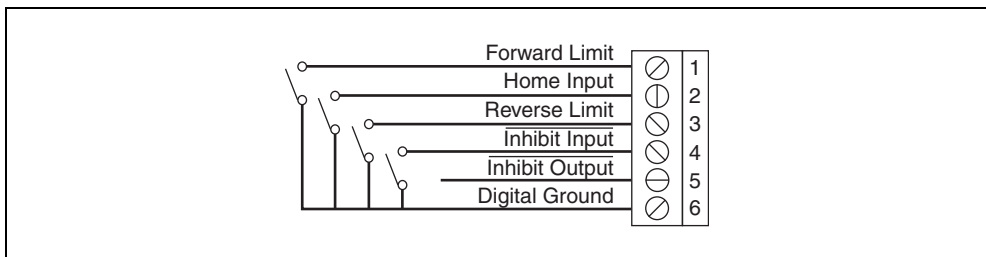 Forward Limit 1
Home Input 2
Reverse Limit 3
Inhibit Input 4
Inhibit Output 5
Digital Ground 6